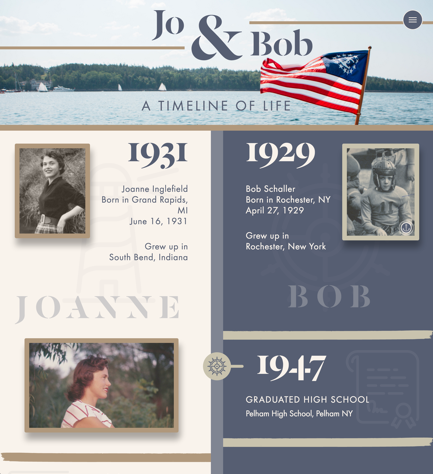 Jo
&
Bob
A TIMELINE OF LIFE
1931
Joanne Inglefield
Born in Grand Rapids,
MI
June 16, 1931
Grew up in
South Bend, Indiana
JOANNE
1929
Bob Schaller
Born in Rochester, NY
April 27, 1929
Grew up in
Rochester, New York
BOB
1947
GRADUATED HIGH SCHOOL
Pelham High School, Pelham NY